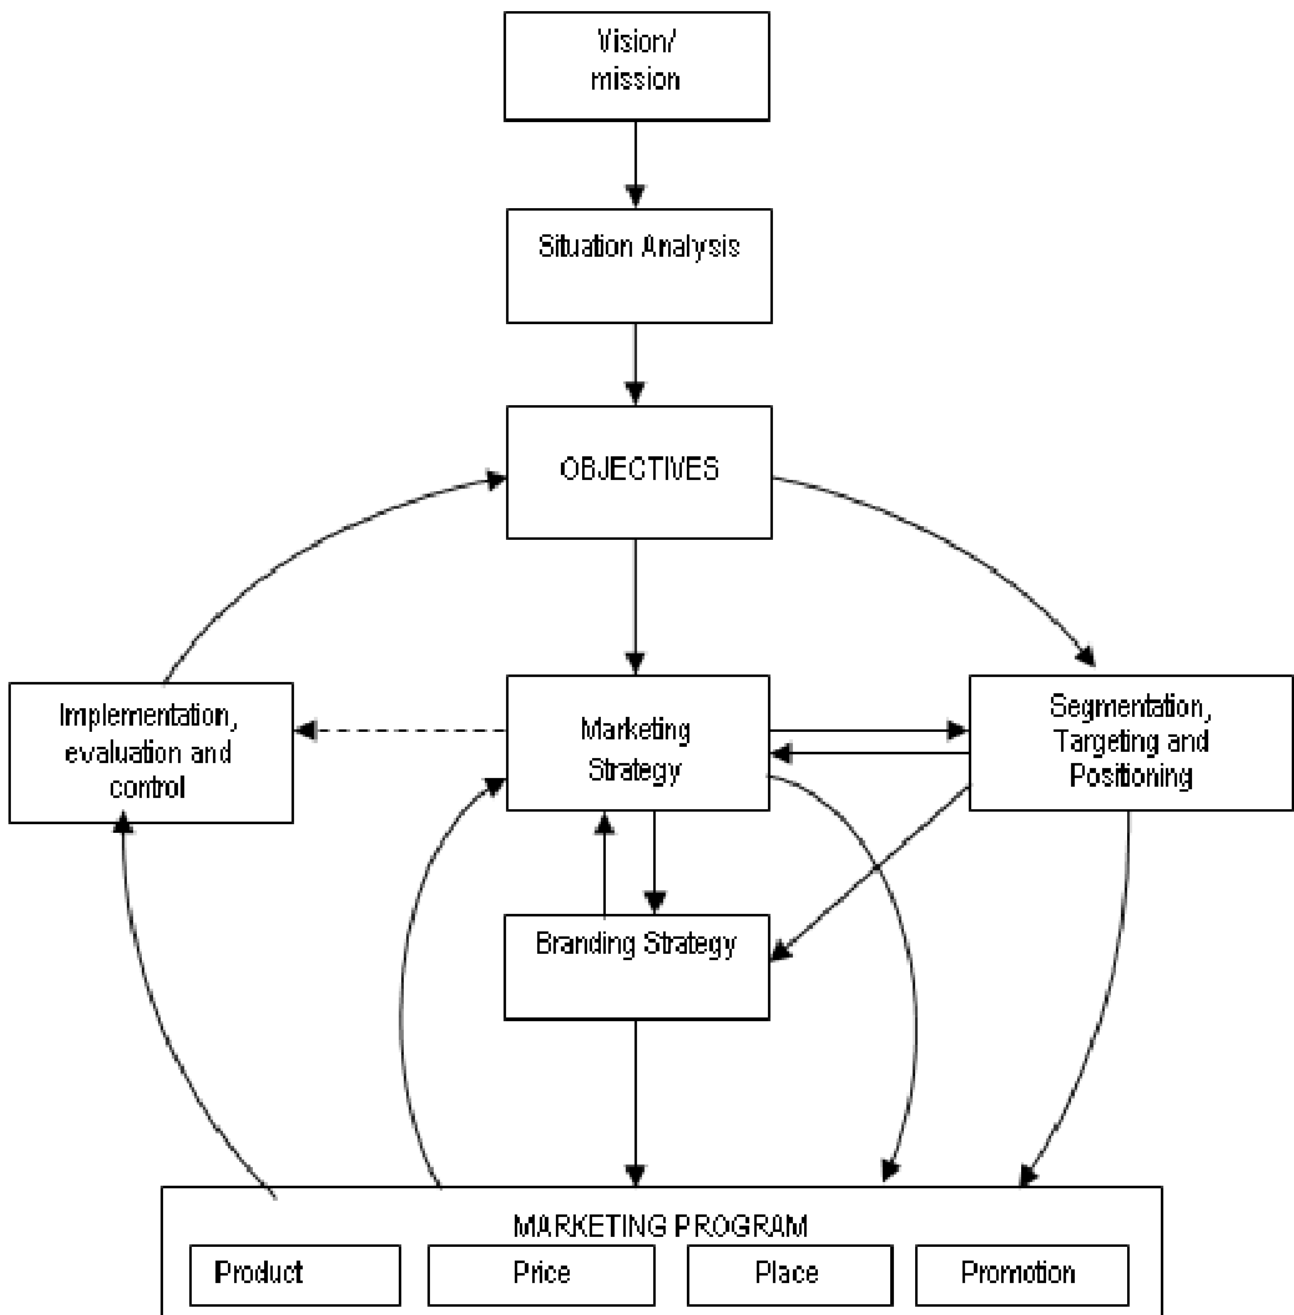 Vision/
mission
Situation Analysis
OBJECTIVES
Implementation,
evaluation and
control
Marketing
Strategy
Segmentation,
Targeting and
Positioning
Branding Strategy
MARKETING PROGRAM
Product
Price
Place
Promotion